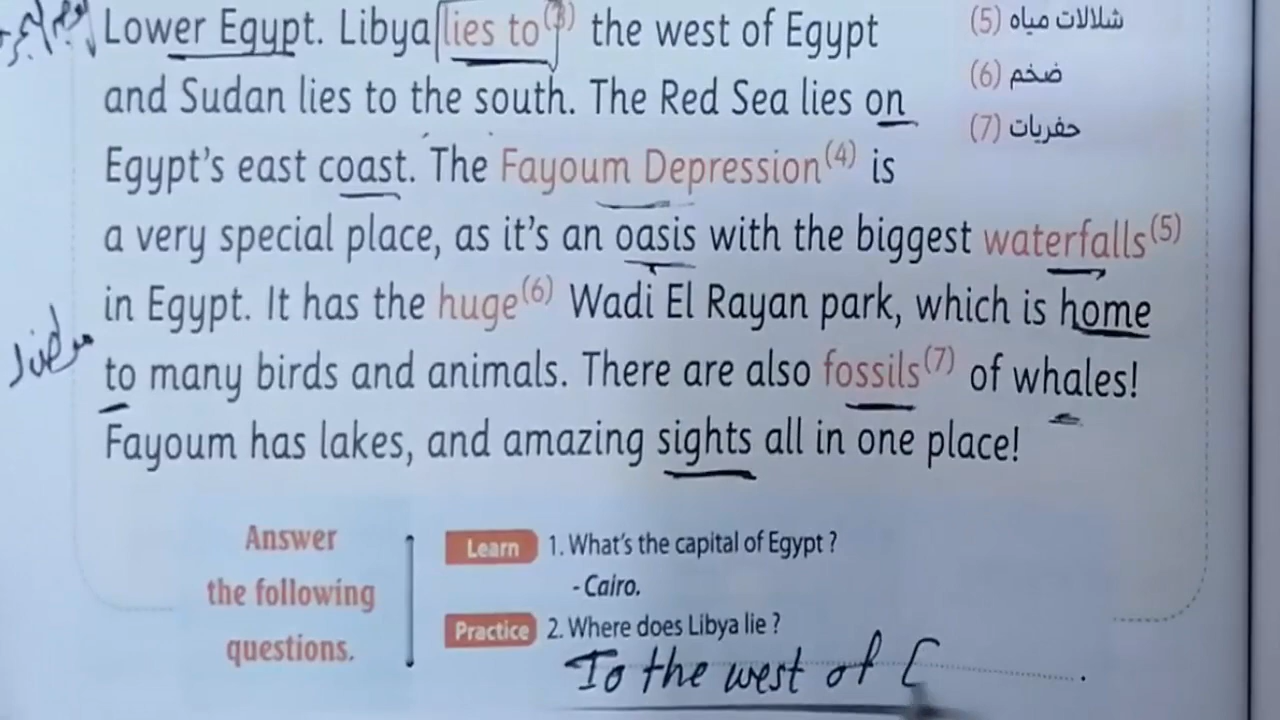 Lower Egypt. Libya lies to(3) the west of Egypt
and Sudan lies to the south. The Red Sea lies on
Egypt's east coast. The Fayoum Depression(4) is
a very special place, as it's an oasis with the biggest waterfalls(5)
in Egypt. It has the huge(6) Wadi El Rayan park, which is home
to many birds and animals. There are also fossils(7) of whales!
Fayoum has lakes, and amazing sights all in one place!
(5) شلالات مياه
(6) ضخم
(7) حفريات
Answer
the following
questions.
Learn 1. What's the capital of Egypt ?
- Cairo.
Practice 2. Where does Libya lie ?
To the west of